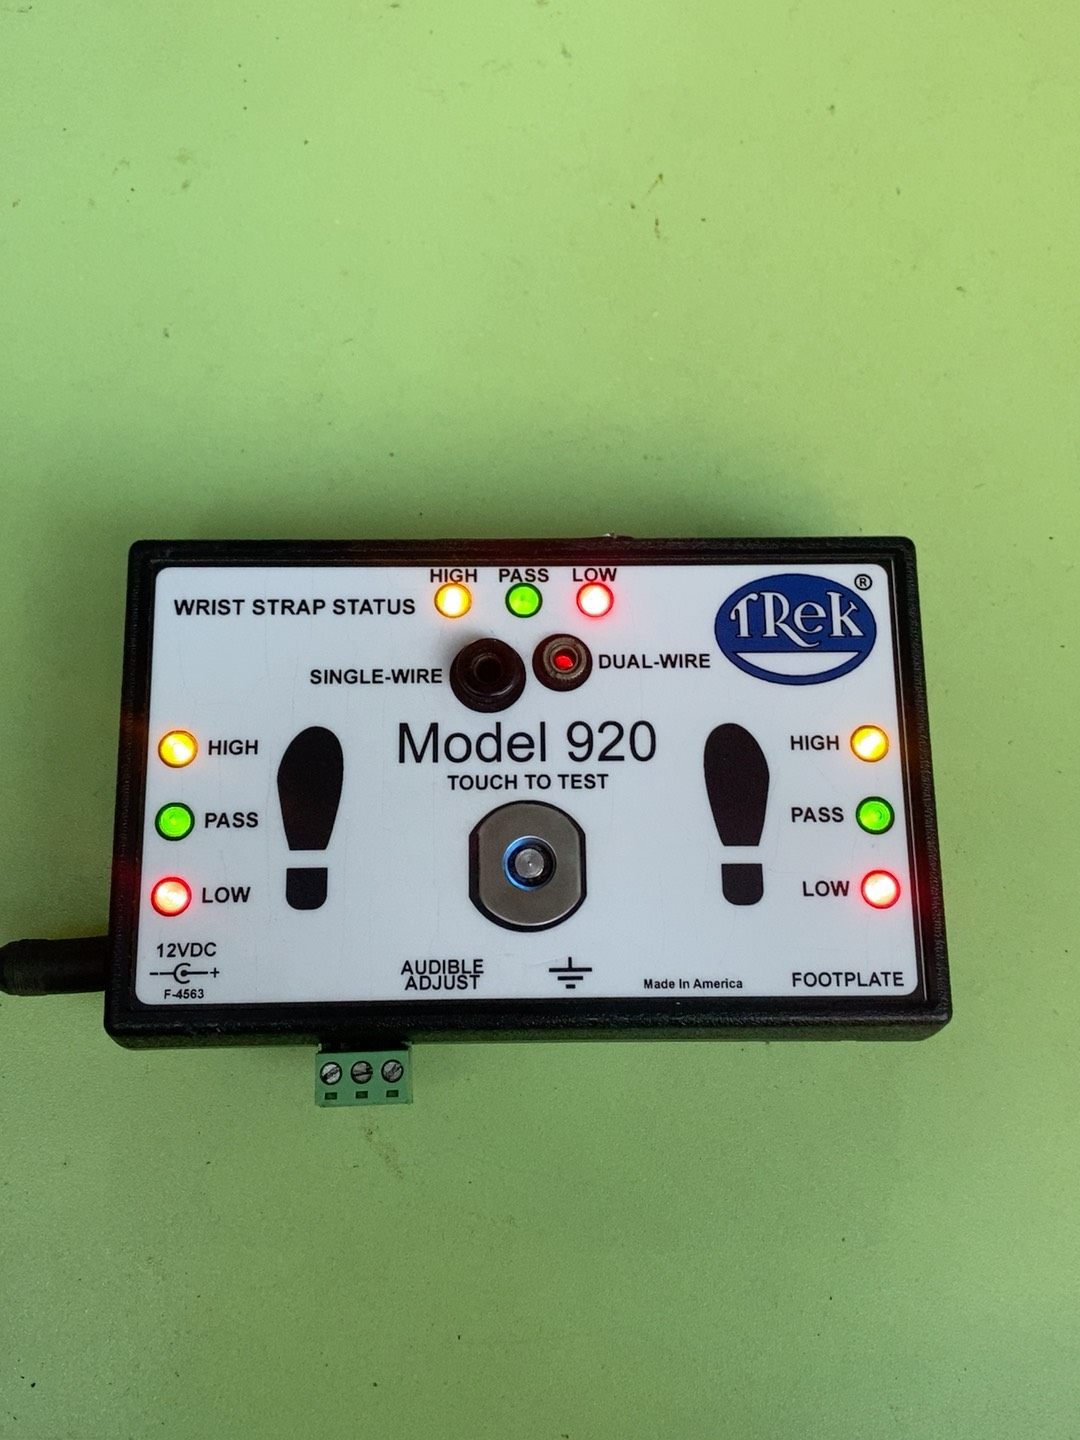 HIGH PASS LOW
WRIST STRAP STATUS
TRek®
SINGLE-WIRE
DUAL-WIRE
Model 920
TOUCH TO TEST
HIGH
PASS
LOW
HIGH
PASS
LOW
12VDC
+
F-4563
AUDIBLE
ADJUST
Made In America
FOOTPLATE